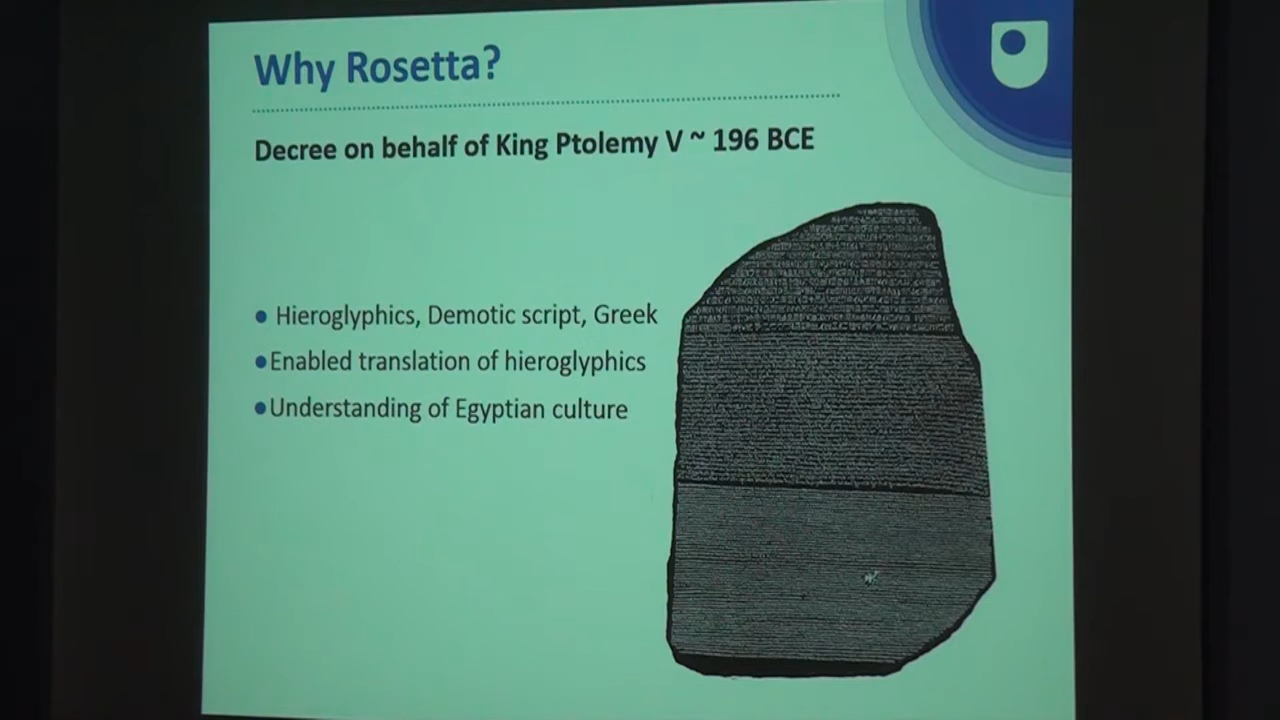 Why Rosetta?
Decree on behalf of King Ptolemy V ~ 196 BCE
• Hieroglyphics, Demotic script, Greek
• Enabled translation of hieroglyphics
• Understanding of Egyptian culture